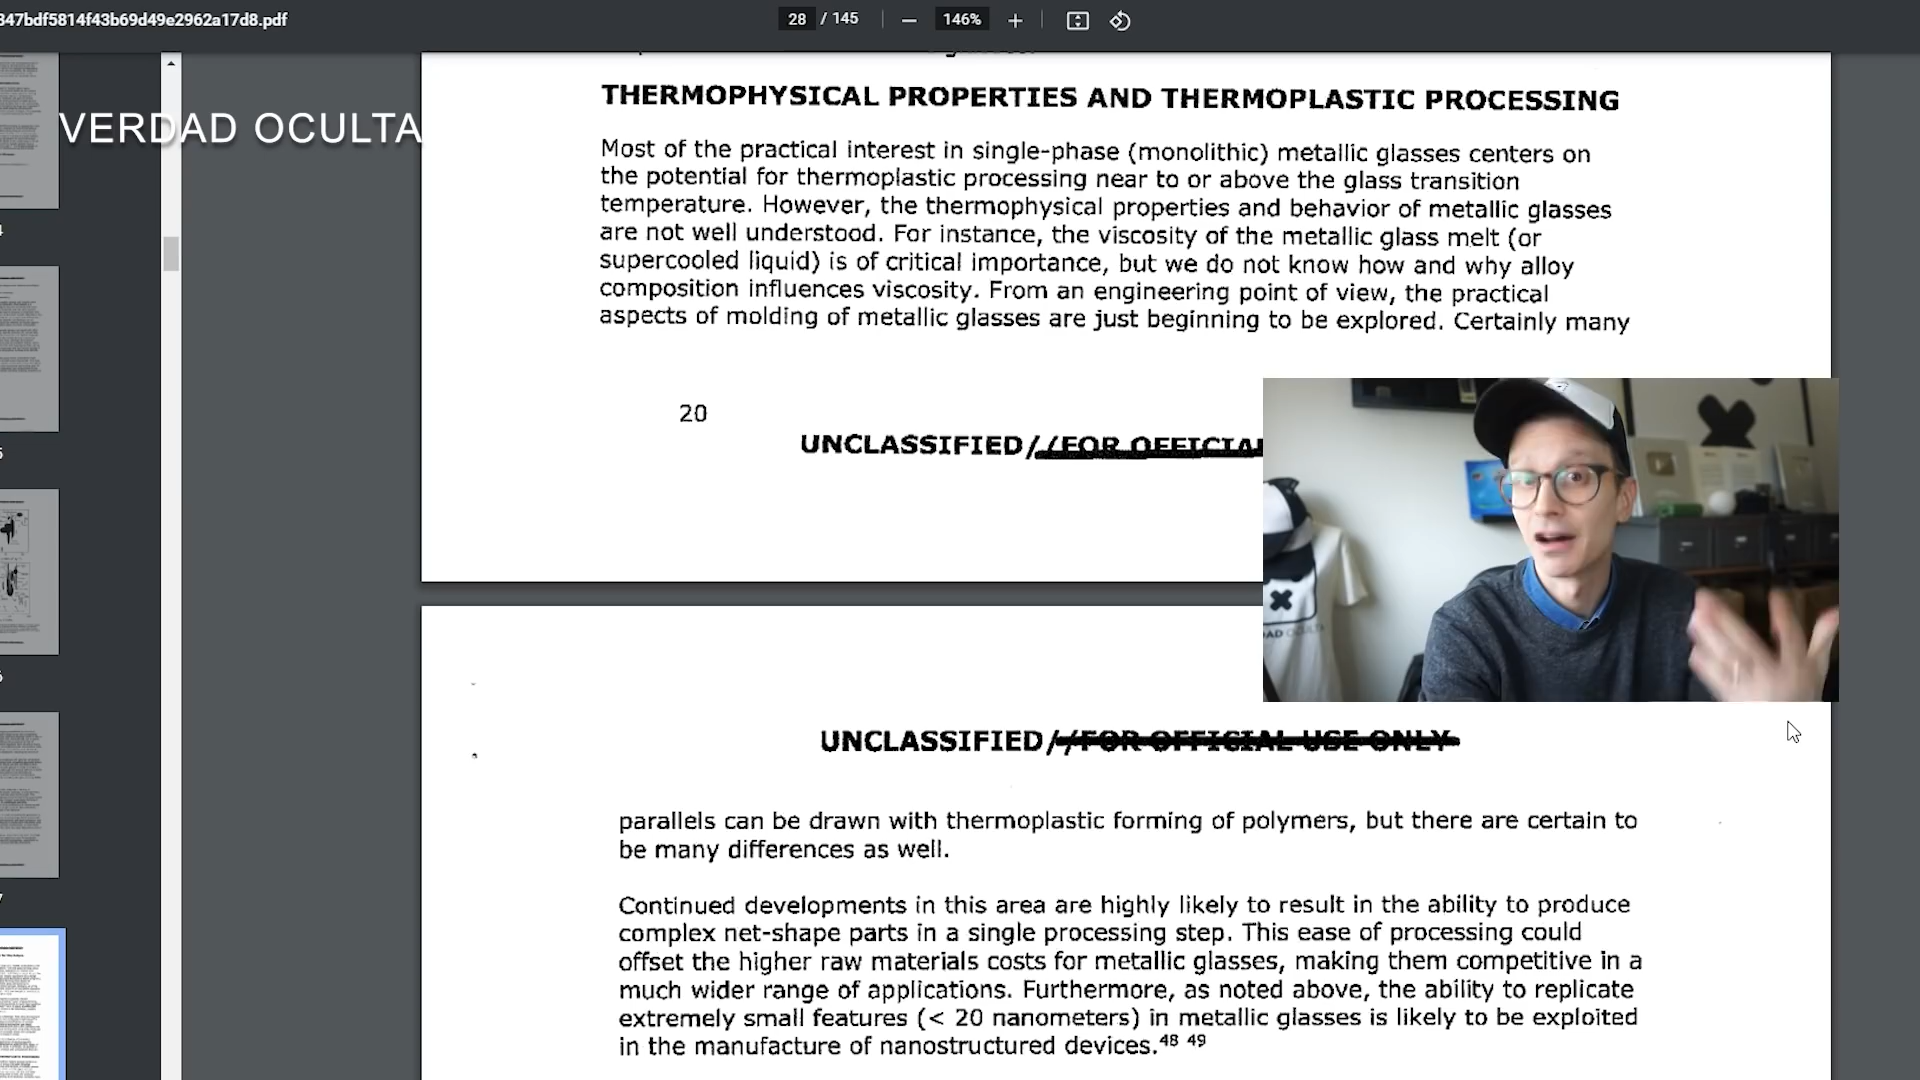 347bdf5814f43b69d49e2962a17d8.pdf
28 / 145
146%
VERDAD OCULTA
THERMOPHYSICAL PROPERTIES AND THERMOPLASTIC PROCESSING
Most of the practical interest in single-phase (monolithic) metallic glasses centers on
the potential for thermoplastic processing near to or above the glass transition
temperature. However, the thermophysical properties and behavior of metallic glasses
are not well understood. For instance, the viscosity of the metallic glass melt (or
supercooled liquid) is of critical importance, but we do not know how and why alloy
composition influences viscosity. From an engineering point of view, the practical
aspects of molding of metallic glasses are just beginning to be explored. Certainly many
20
UNCLASSIFIED//FOR OFFICIAL
AD OCULTA
UNCLASSIFIED//FOR OFFICIAL USE ONLY
parallels can be drawn with thermoplastic forming of polymers, but there are certain to
be many differences as well.
Continued developments in this area are highly likely to result in the ability to produce
complex net-shape parts in a single processing step. This ease of processing could
offset the higher raw materials costs for metallic glasses, making them competitive in a
much wider range of applications. Furthermore, as noted above, the ability to replicate
extremely small features (< 20 nanometers) in metallic glasses is likely to be exploited
in the manufacture of nanostructured devices.48 49